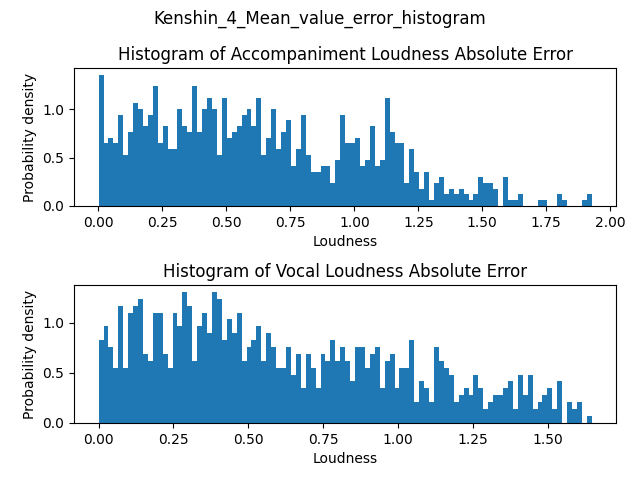 Kenshin_4_Mean_value_error_histogram
Histogram of Accompaniment Loudness Absolute Error
Probability density
1.0
0.5
0.0
0.00 0.25 0.50 0.75 1.00 1.25 1.50 1.75 2.00
Loudness
Histogram of Vocal Loudness Absolute Error
Probability density
1.0
0.5
0.0
0.00 0.25 0.50 0.75 1.00 1.25 1.50
Loudness